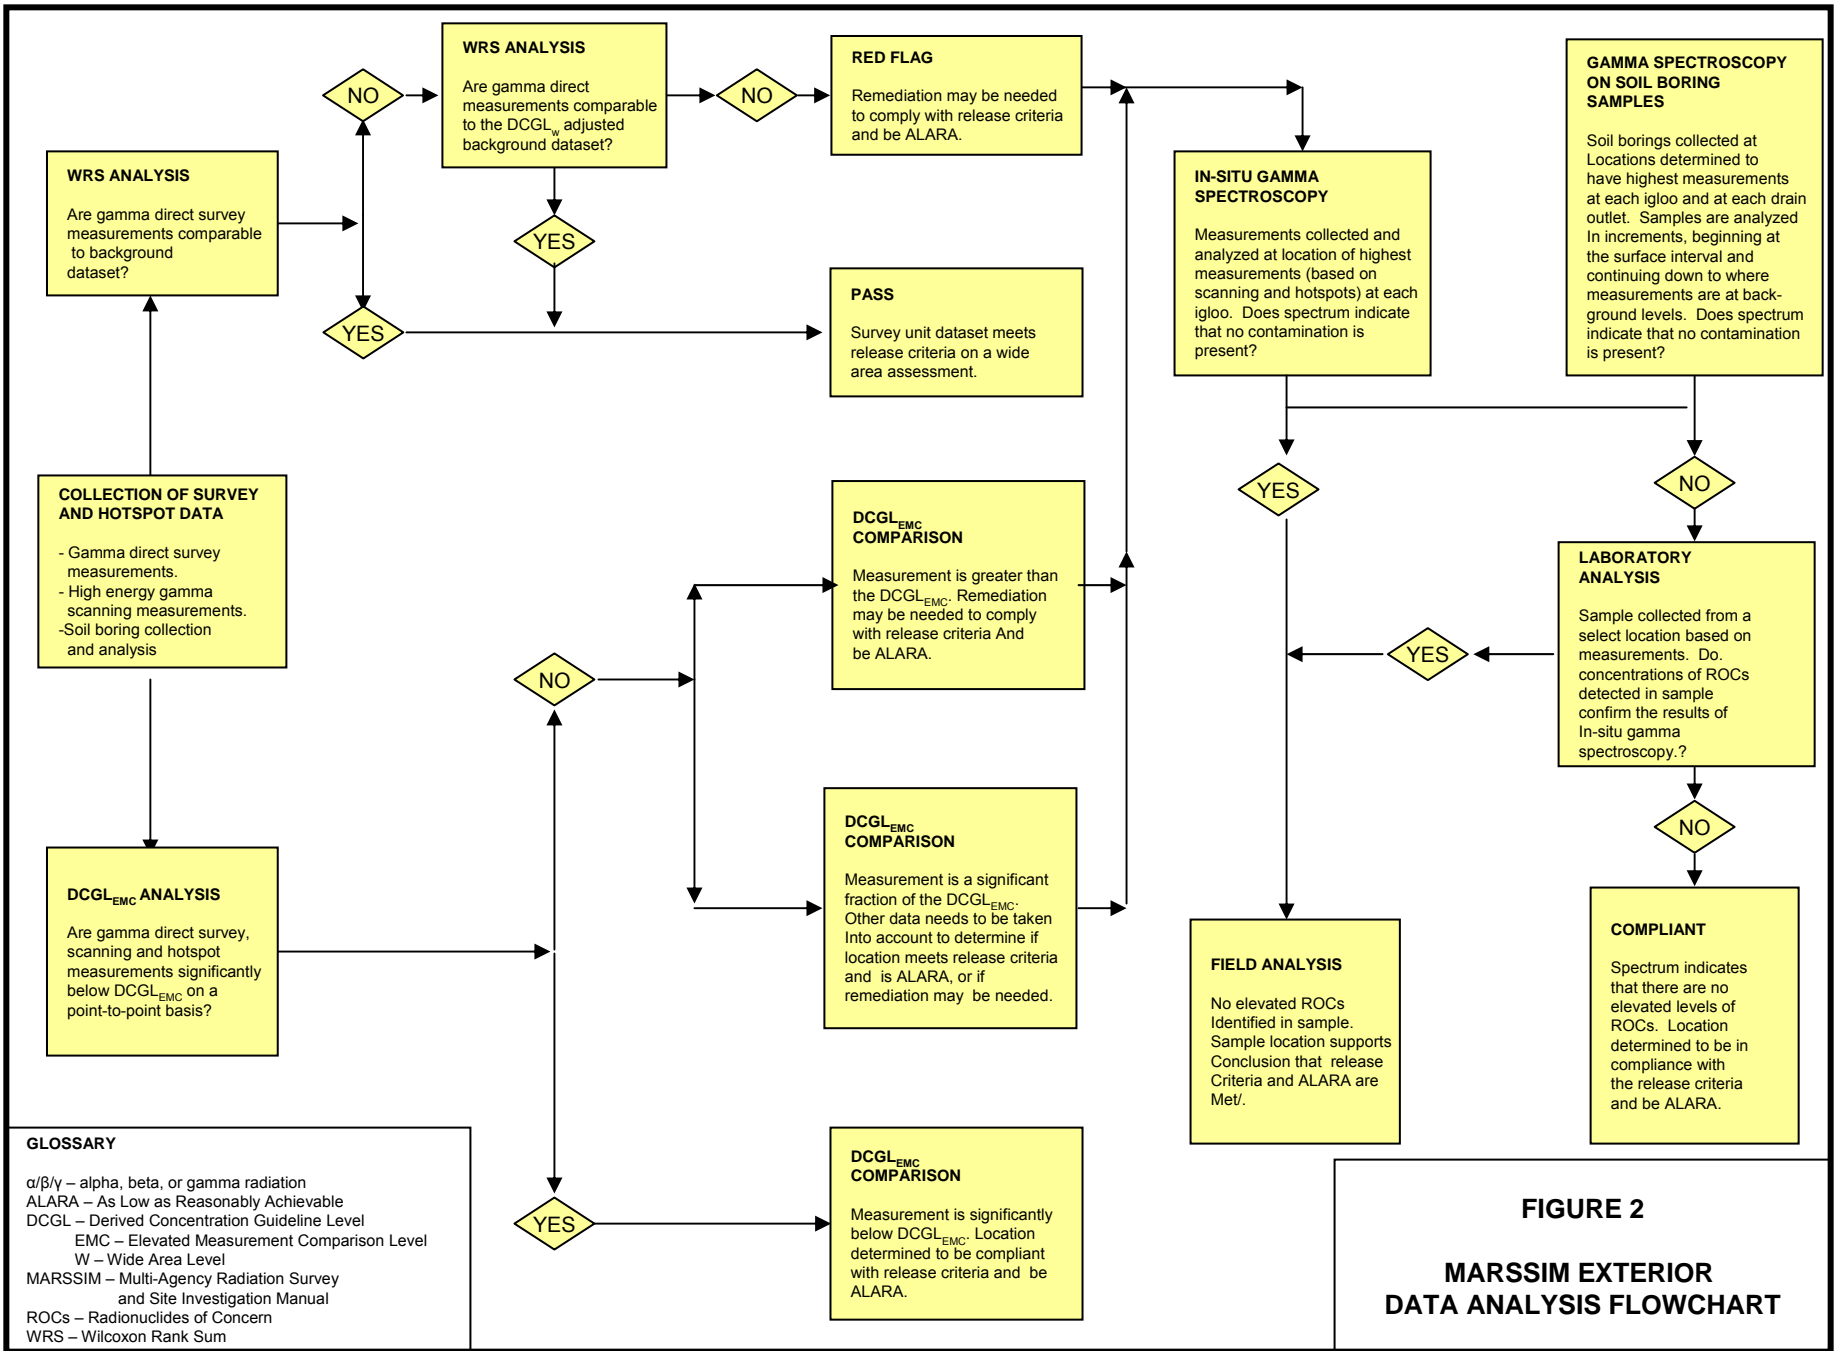 WRS ANALYSIS
Are gamma direct survey
measurements comparable
to background
dataset?
NO
YES
WRS ANALYSIS
Are gamma direct
measurements comparable
to the DCGLw adjusted
background dataset?
NO
YES
RED FLAG
Remediation may be needed
to comply with release criteria
and be ALARA.
PASS
Survey unit dataset meets
release criteria on a wide
area assessment.
IN-SITU GAMMA
SPECTROSCOPY
Measurements collected and
analyzed at location of highest
measurements (based on
scanning and hotspots) at each
igloo. Does spectrum indicate
that no contamination is
present?
GAMMA SPECTROSCOPY
ON SOIL BORING
SAMPLES
Soil borings collected at
Locations determined to
have highest measurements
at each igloo and at each drain
outlet. Samples are analyzed
In increments, beginning at
the surface interval and
continuing down to where
measurements are at back-
ground levels. Does spectrum
indicate that no contamination
is present?
COLLECTION OF SURVEY
AND HOTSPOT DATA
- Gamma direct survey
measurements.
- High energy gamma
scanning measurements.
-Soil boring collection
and analysis
DCGLEMC ANALYSIS
Are gamma direct survey,
scanning and hotspot
measurements significantly
below DCGLEMC on a
point-to-point basis?
NO
YES
DCGLEMC
COMPARISON
Measurement is greater than
the DCGLEMC. Remediation
may be needed to comply
with release criteria And
be ALARA.
DCGLEMC
COMPARISON
Measurement is a significant
fraction of the DCGLEMC.
Other data needs to be taken
Into account to determine if
location meets release criteria
and is ALARA, or if
remediation may be needed.
DCGLEMC
COMPARISON
Measurement is significantly
below DCGLEMC. Location
determined to be compliant
with release criteria and be
ALARA.
YES
NO
LABORATORY
ANALYSIS
Sample collected from a
select location based on
measurements. Do.
concentrations of ROCs
detected in sample
confirm the results of
In-situ gamma
spectroscopy.?
YES
NO
FIELD ANALYSIS
No elevated ROCs
Identified in sample.
Sample location supports
Conclusion that release
Criteria and ALARA are
Met/.
COMPLIANT
Spectrum indicates
that there are no
elevated levels of
ROCs. Location
determined to be in
compliance with
the release criteria
and be ALARA.
GLOSSARY
α/β/γ – alpha, beta, or gamma radiation
ALARA – As Low as Reasonably Achievable
DCGL – Derived Concentration Guideline Level
EMC – Elevated Measurement Comparison Level
W – Wide Area Level
MARSSIM – Multi-Agency Radiation Survey
and Site Investigation Manual
ROCs – Radionuclides of Concern
WRS – Wilcoxon Rank Sum
FIGURE 2
MARSSIM EXTERIOR
DATA ANALYSIS FLOWCHART